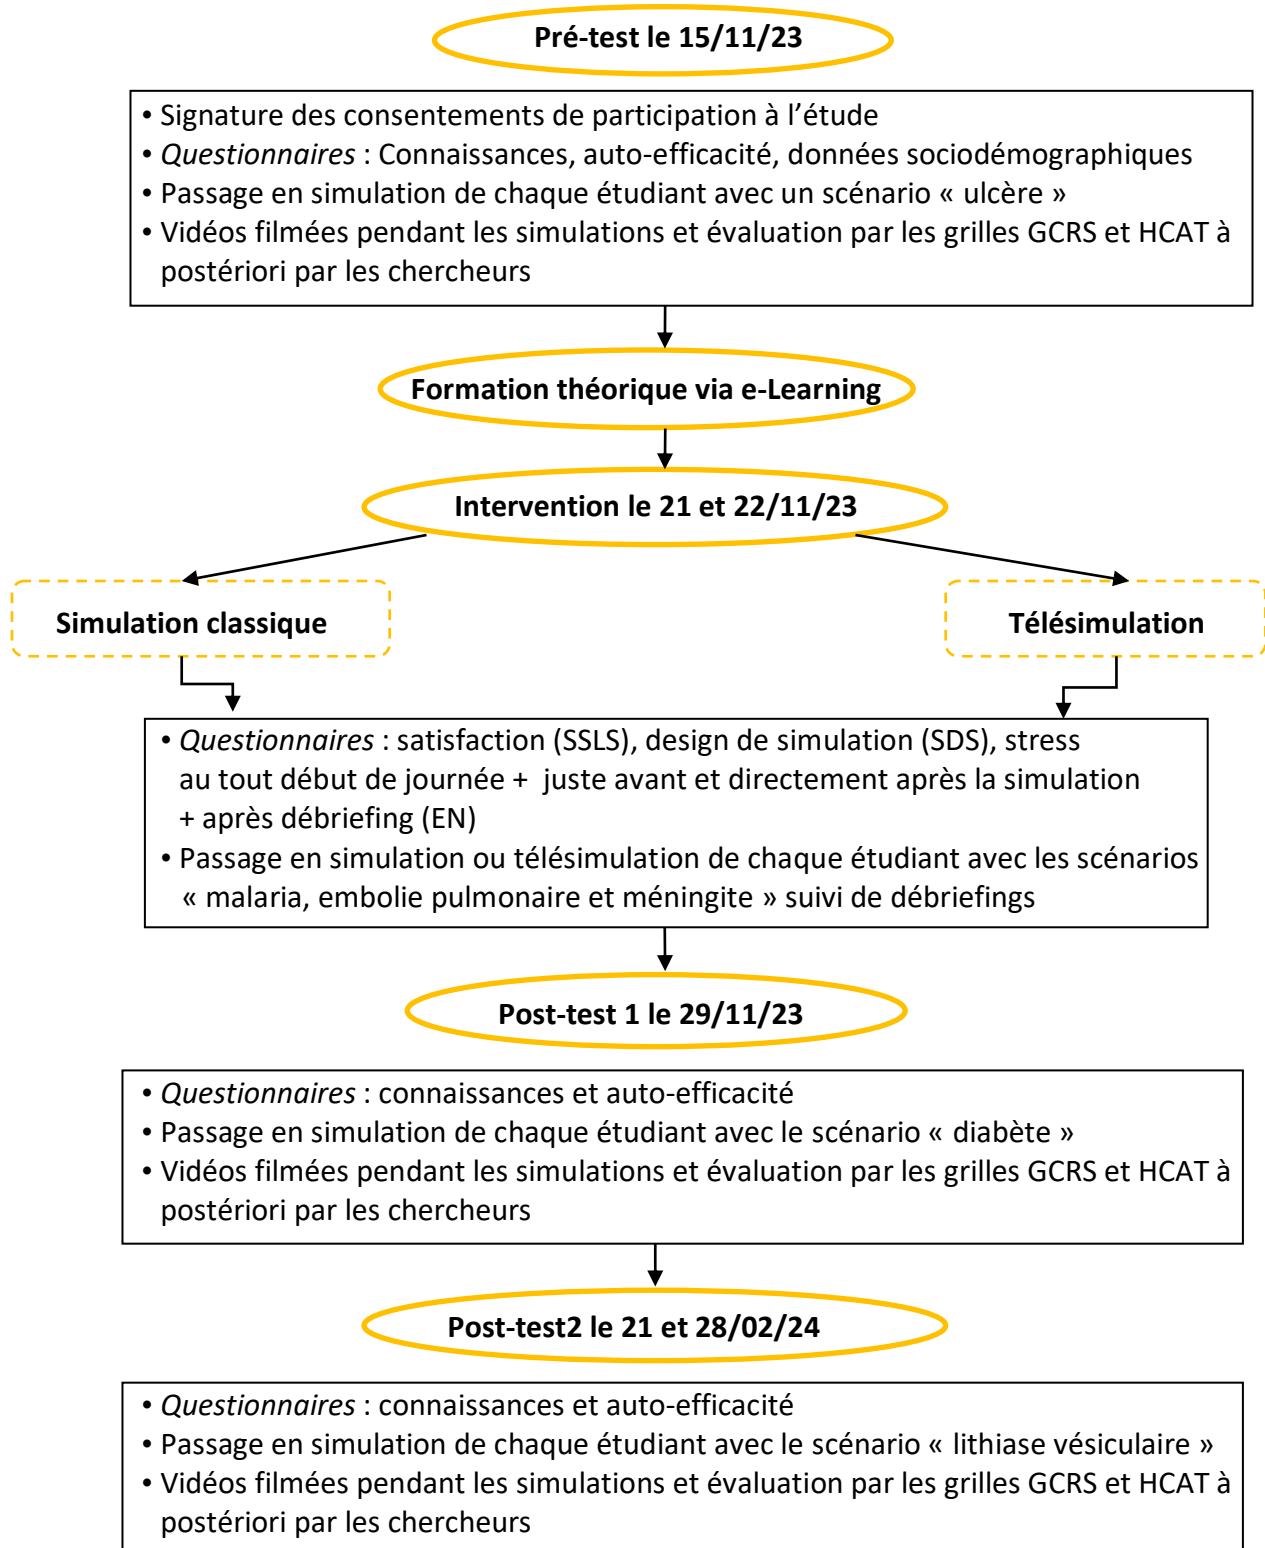 Pré-test le 15/11/23
• Signature des consentements de participation à l’étude
• Questionnaires : Connaissances, auto-efficacité, données sociodémographiques
• Passage en simulation de chaque étudiant avec un scénario « ulcère »
• Vidéos filmées pendant les simulations et évaluation par les grilles GCRS et HCAT à
postériori par les chercheurs
Formation théorique via e-Learning
Intervention le 21 et 22/11/23
Simulation classique
Télésimulation
• Questionnaires : satisfaction (SSLS), design de simulation (SDS), stress
au tout début de journée + juste avant et directement après la simulation
+ après débriefing (EN)
• Passage en simulation ou télésimulation de chaque étudiant avec les scénarios
« malaria, embolie pulmonaire et méningite » suivi de débriefings
Post-test 1 le 29/11/23
• Questionnaires : connaissances et auto-efficacité
• Passage en simulation de chaque étudiant avec le scénario « diabète »
• Vidéos filmées pendant les simulations et évaluation par les grilles GCRS et HCAT à
postériori par les chercheurs
Post-test2 le 21 et 28/02/24
• Questionnaires : connaissances et auto-efficacité
• Passage en simulation de chaque étudiant avec le scénario « lithiase vésiculaire »
• Vidéos filmées pendant les simulations et évaluation par les grilles GCRS et HCAT à
postériori par les chercheurs